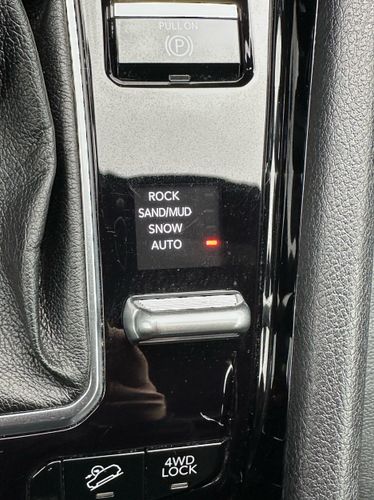 PULL ON
P
ROCK
SAND/MUD
SNOW
AUTO
4WD
LOCK